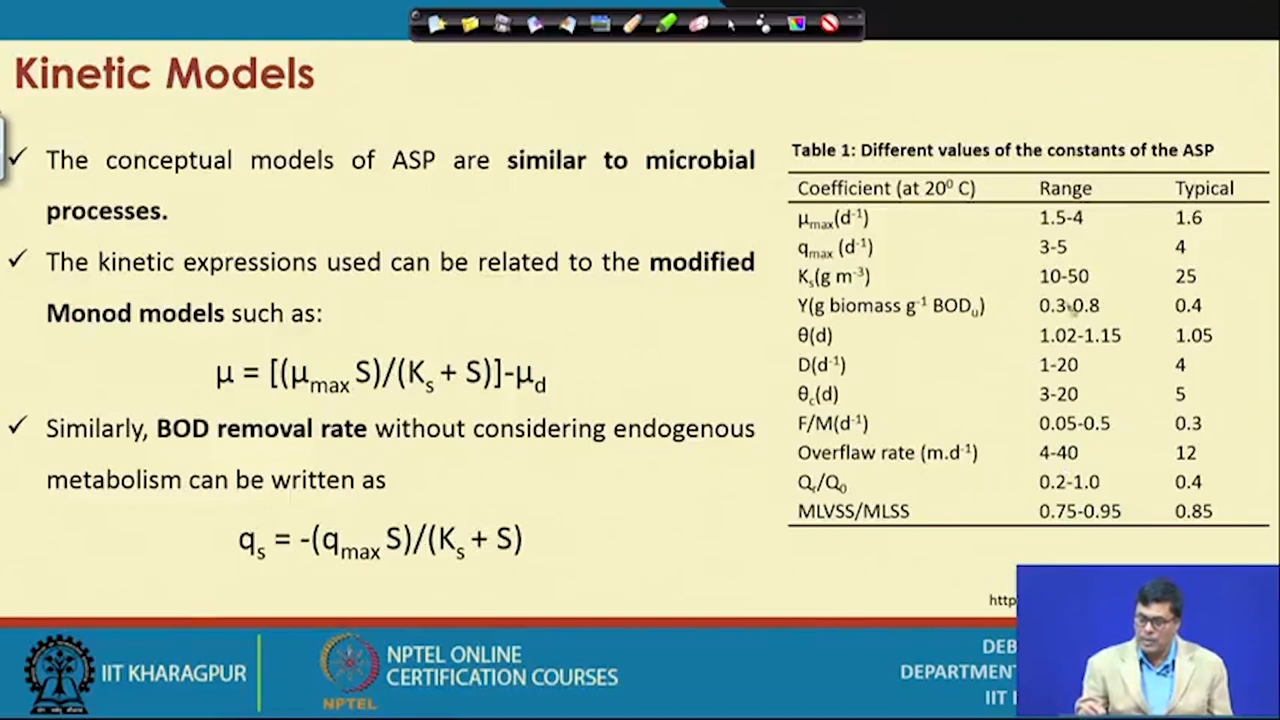 Kinetic Models
✓ The conceptual models of ASP are similar to microbial
processes.
✓ The kinetic expressions used can be related to the modified
Monod models such as:
μ = [(μmax S)/(Ks + S)]-μd
✓ Similarly, BOD removal rate without considering endogenous
metabolism can be written as
qs = -(qmax S)/(Ks + S)
Table 1: Different values of the constants of the ASP
Coefficient (at 20⁰ C) Range Typical
μmax(d⁻¹) 1.5-4 1.6
qmax (d⁻¹) 3-5 4
Ks(g m⁻³) 10-50 25
Y(g biomass g⁻¹ BODu) 0.3-0.8 0.4
θ(d) 1.02-1.15 1.05
D(d⁻¹) 1-20 4
θc(d) 3-20 5
F/M(d⁻¹) 0.05-0.5 0.3
Overflaw rate (m.d⁻¹) 4-40 12
Qr/Q0 0.2-1.0 0.4
MLVSS/MLSS 0.75-0.95 0.85
http
IIT KHARAGPUR
NPTEL
NPTEL ONLINE
CERTIFICATION COURSES
DEB
DEPARTMENT
IIT